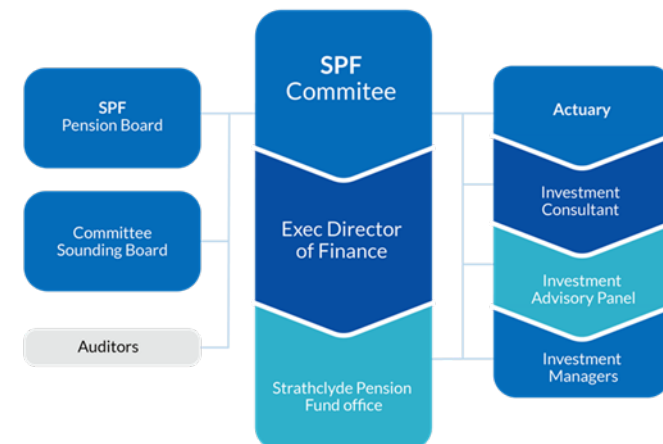 SPF
Pension Board
Committee
Sounding Board
Auditors
SPF
Commitee
Exec Director
of Finance
Strathclyde Pension
Fund office
Actuary
Investment
Consultant
Investment
Advisory Panel
Investment
Managers